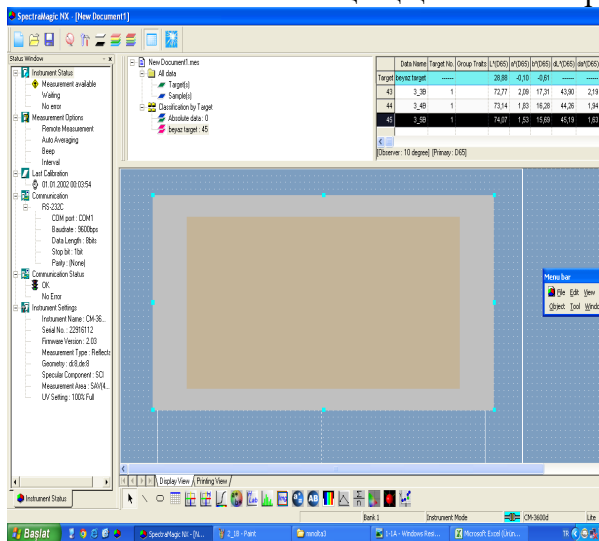 SpectraMagic NX - [New Document1]
Status Window
Instrument Status
Measurement available
Waiting
No error
Measurement Options
Remote Measurement
Auto Averaging
Beep
Interval
Last Calibration
01.01.2002 00:03:54
Communication
RS-232C
COM port : COM1
Baudrate : 9600bps
Data Length : 8bits
Stop bit : 1bit
Parity : (None)
Communication Status
OK
No Error
Instrument Settings
Instrument Name : CM-36...
Serial No. : 22916112
Firmware Version : 2.03
Measurement Type : Reflect
Geometry : di:8,de:8
Specular Component : SCI
Measurement Area : SAV(4...
UV Setting : 100% Full
Instrument Status
New Document1.mes
All data
Target(s)
Sample(s)
Classification by Target
Absolute data : 0
beyaz target : 45
Data Name Target No. Group Traits L*(D65) a*(D65) b*(D65) dL*(D65) da*(D65)
Target beyaz target ------ 28,88 -0,10 -0,61 ------ ------
43 3_3B 1 72,77 2,09 17,31 43,90 2,19
44 3_4B 1 73,14 1,83 16,28 44,26 1,94
45 3_5B 1 74,07 1,53 15,69 45,19 1,63
[Observer : 10 degree] [Primary : D65]
Menu bar
File Edit View
Object Tool Windo
Display View Printing View
Bank 1 Instrument Mode CM-3600d Lite
Başlat SpectraMagic NX - [N... 2_1B - Paint minolta3 1-1A - Windows Resi... Microsoft Excel (Ürün... TR